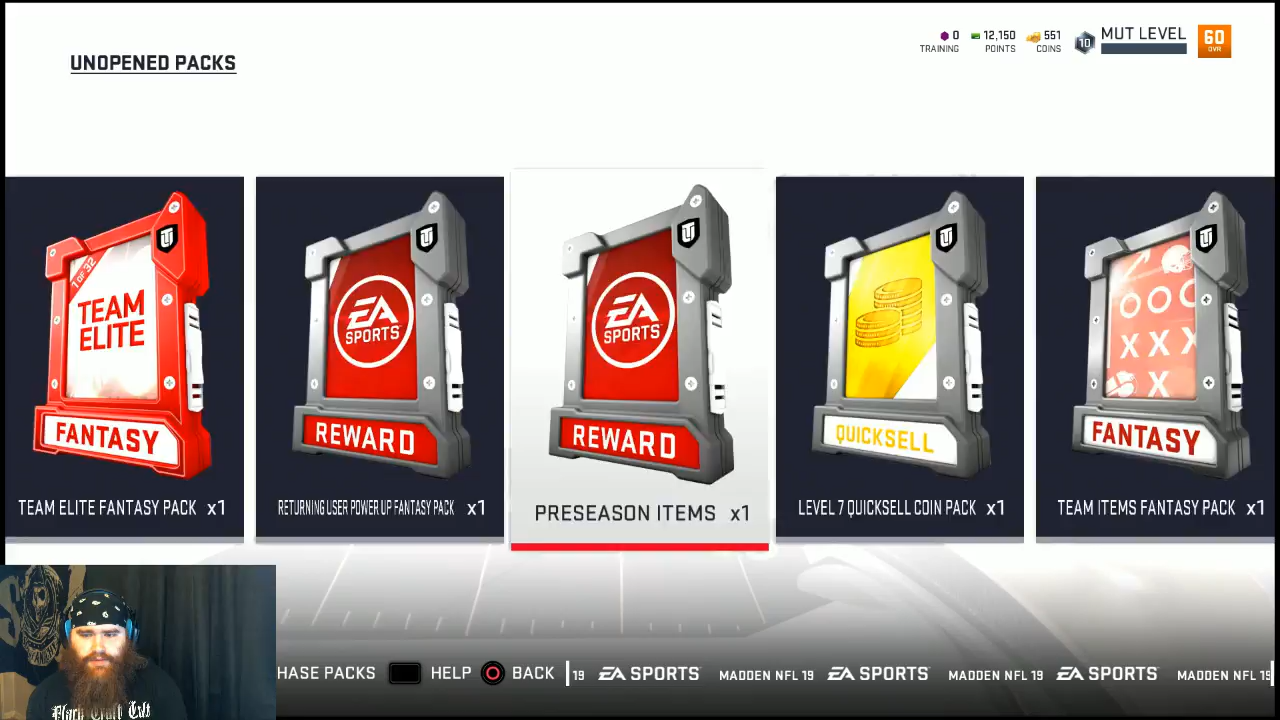 UNOPENED PACKS
0 TRAINING
12,150 POINTS
551 COINS
10
MUT LEVEL
60 OVR
1 OF 32
TEAM ELITE
FANTASY
TEAM ELITE FANTASY PACK x1
EA SPORTS
REWARD
RETURNING USER POWER UP FANTASY PACK x1
EA SPORTS
REWARD
PRESEASON ITEMS x1
QUICKSELL
LEVEL 7 QUICKSELL COIN PACK x1
OOO
XXX
X
FANTASY
TEAM ITEMS FANTASY PACK x1
HASE PACKS HELP BACK 19 EA SPORTS MADDEN NFL 19 EA SPORTS MADDEN NFL 19 EA SPORTS MADDEN NFL 19